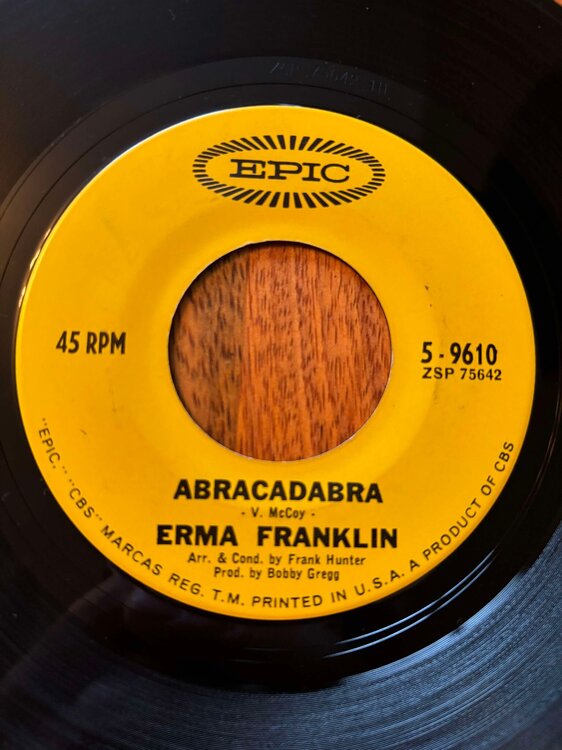 EPIC
45 RPM
5-9610
ZSP 75642
ABRACADABRA
- V. McCoy -
ERMA FRANKLIN
Arr. & Cond. by Frank Hunter
Prod. by Bobby Gregg
"EPIC," "CBS" MARCAS REG. T.M. PRINTED IN U.S.A. A PRODUCT OF CBS